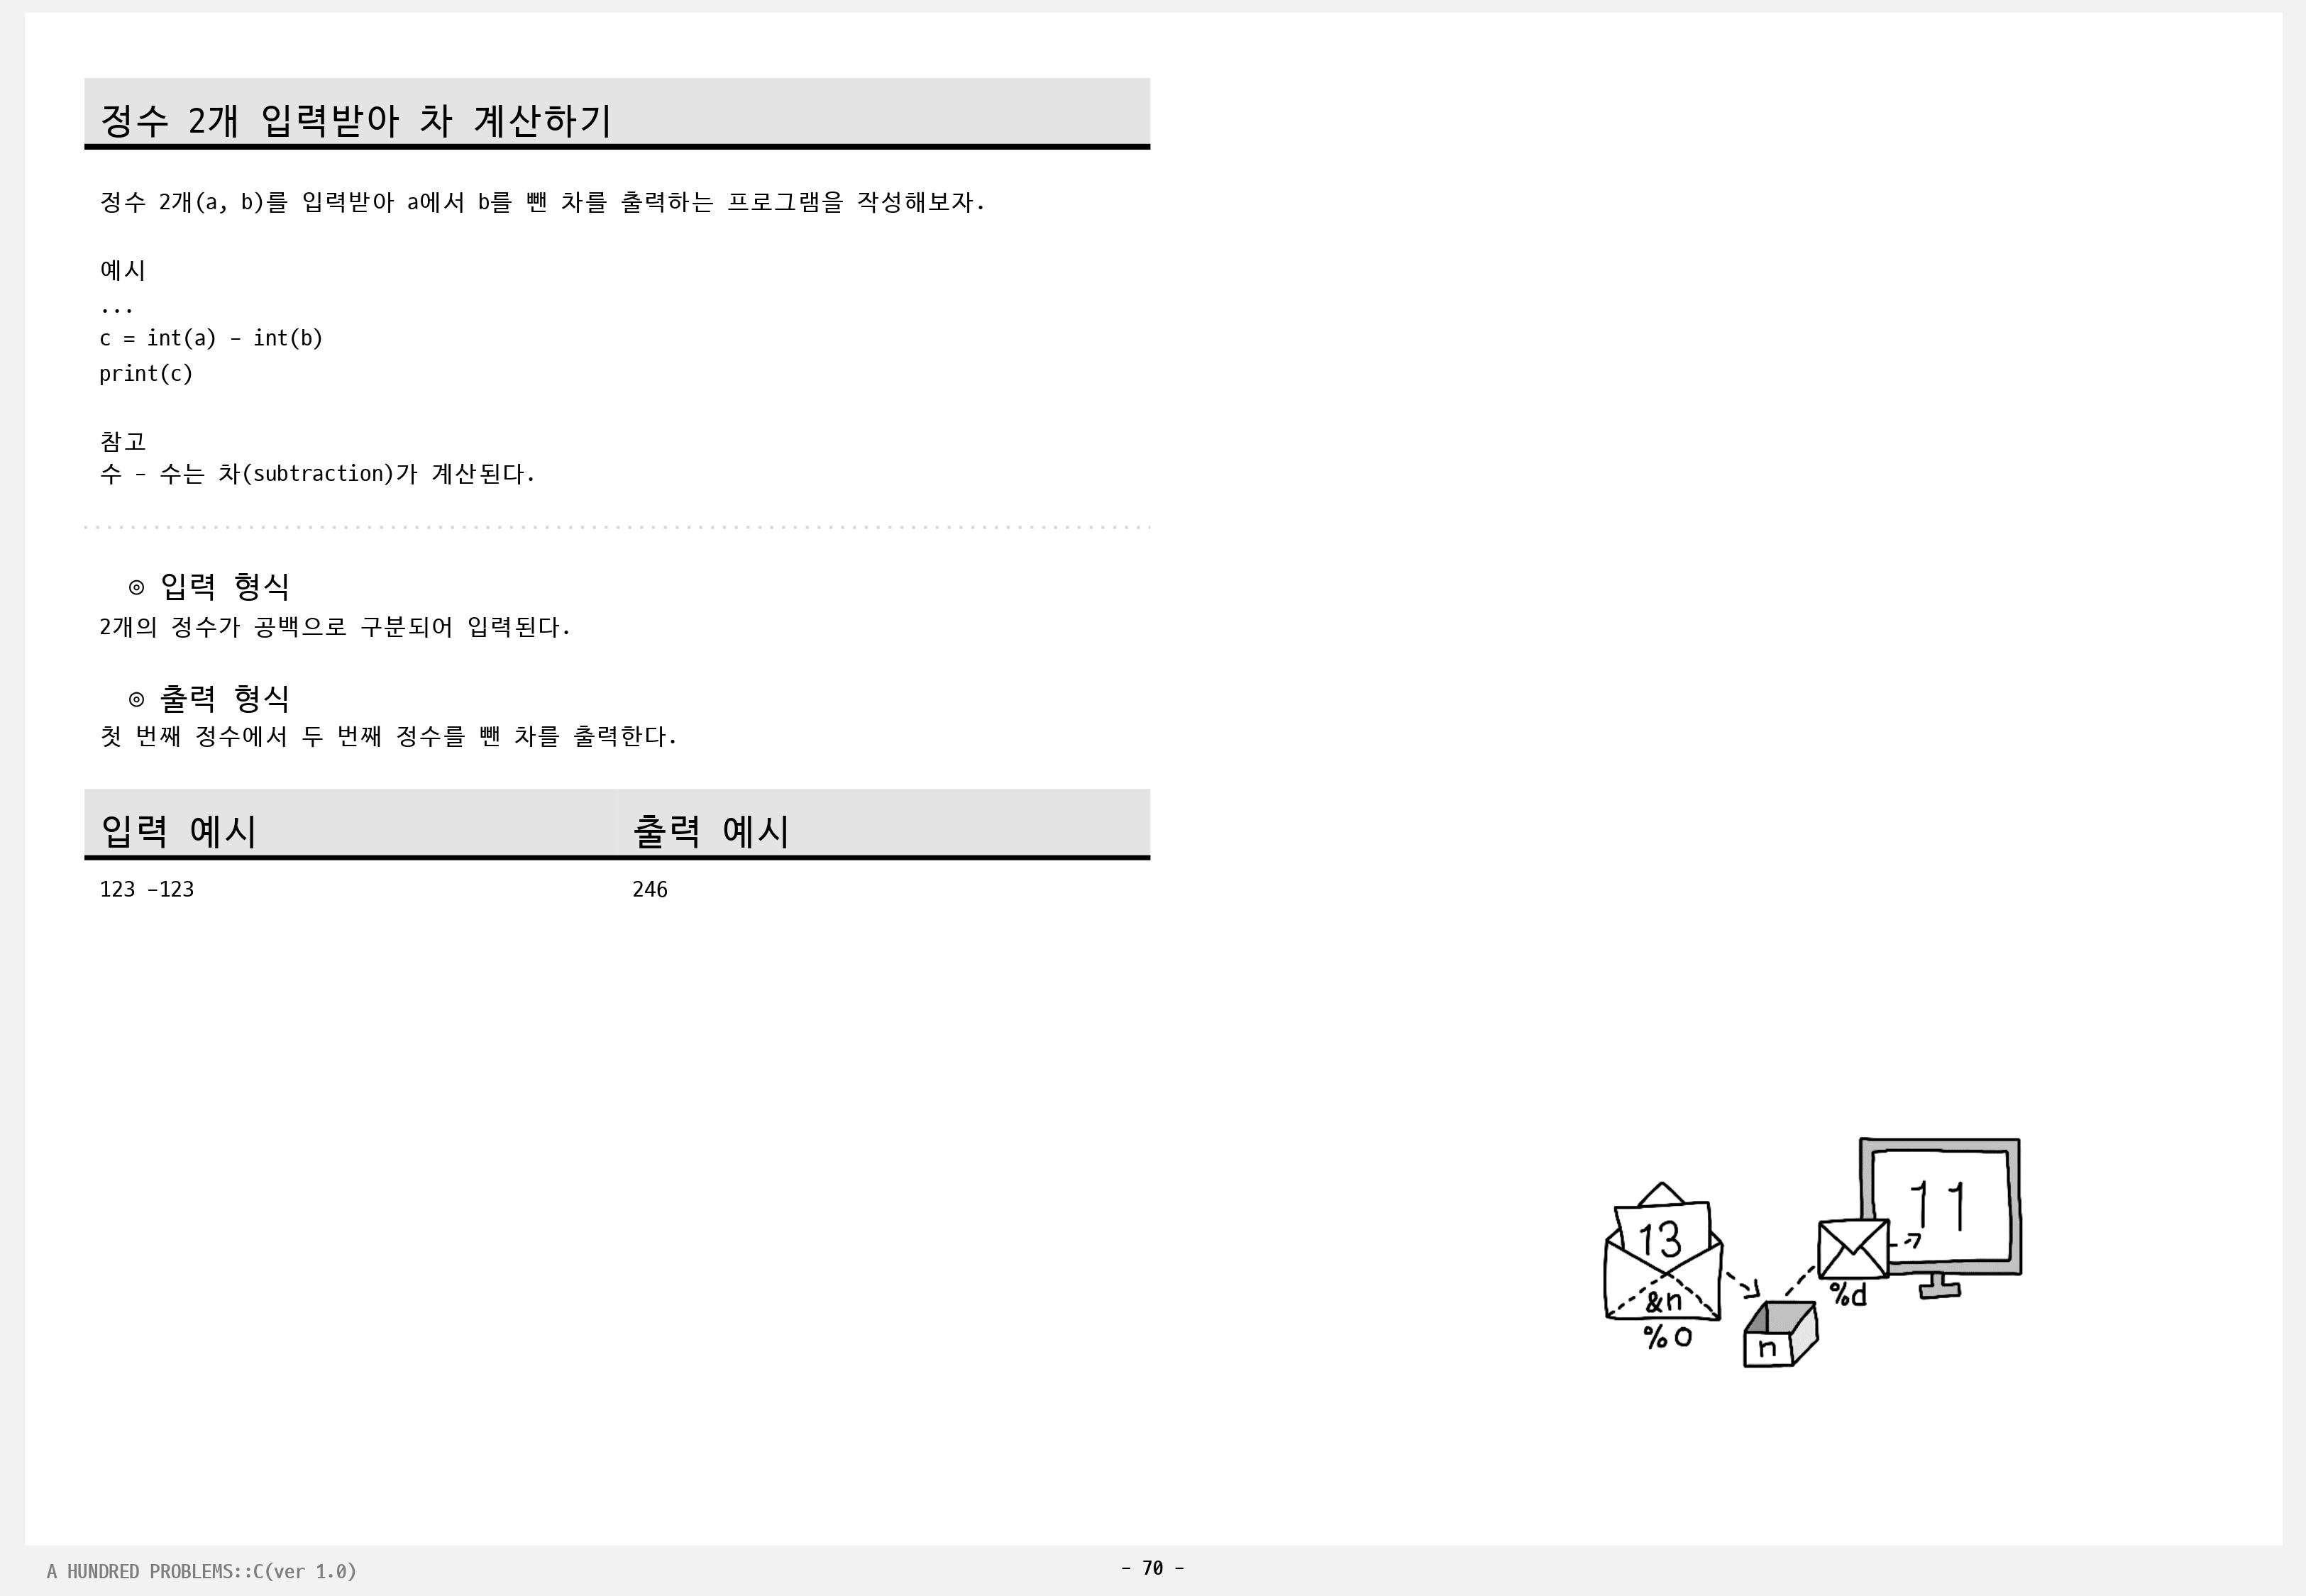 정수 2개 입력받아 차 계산하기
정수 2개(a, b)를 입력받아 a에서 b를 뺀 차를 출력하는 프로그램을 작성해보자.
예시
...
c = int(a) - int(b)
print(c)
참고
수 - 수는 차(subtraction)가 계산된다.
◎ 입력 형식
2개의 정수가 공백으로 구분되어 입력된다.
◎ 출력 형식
첫 번째 정수에서 두 번째 정수를 뺀 차를 출력한다.
입력 예시 출력 예시
123 -123 246
11
13
&n
%d
%o
n
A HUNDRED PROBLEMS::C(ver 1.0)
- 70 -